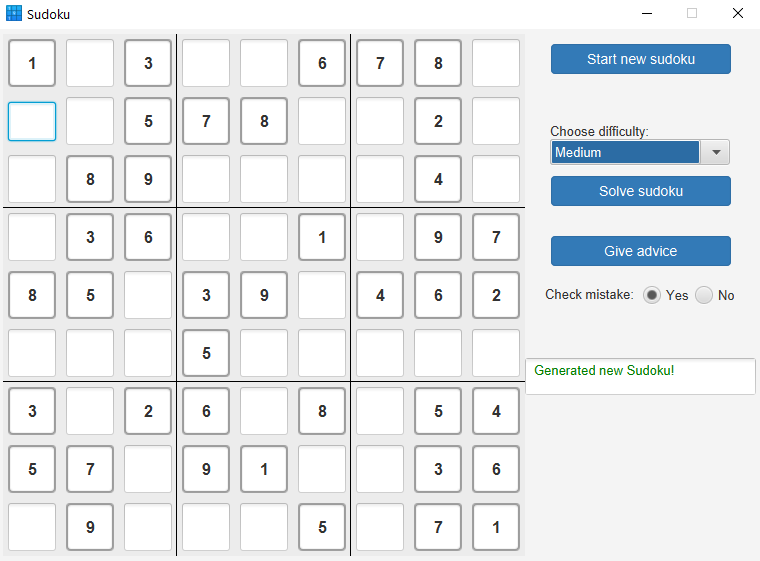 Sudoku
1 3 6 7 8
Start new sudoku
5 7 8 2
Choose difficulty:
Medium
8 9 4
Solve sudoku
3 6 1 9 7
Give advice
8 5 3 9 4 6 2
Check mistake: Yes No
5
Generated new Sudoku!
3 2 6 8 5 4
5 7 9 1 3 6
9 5 7 1